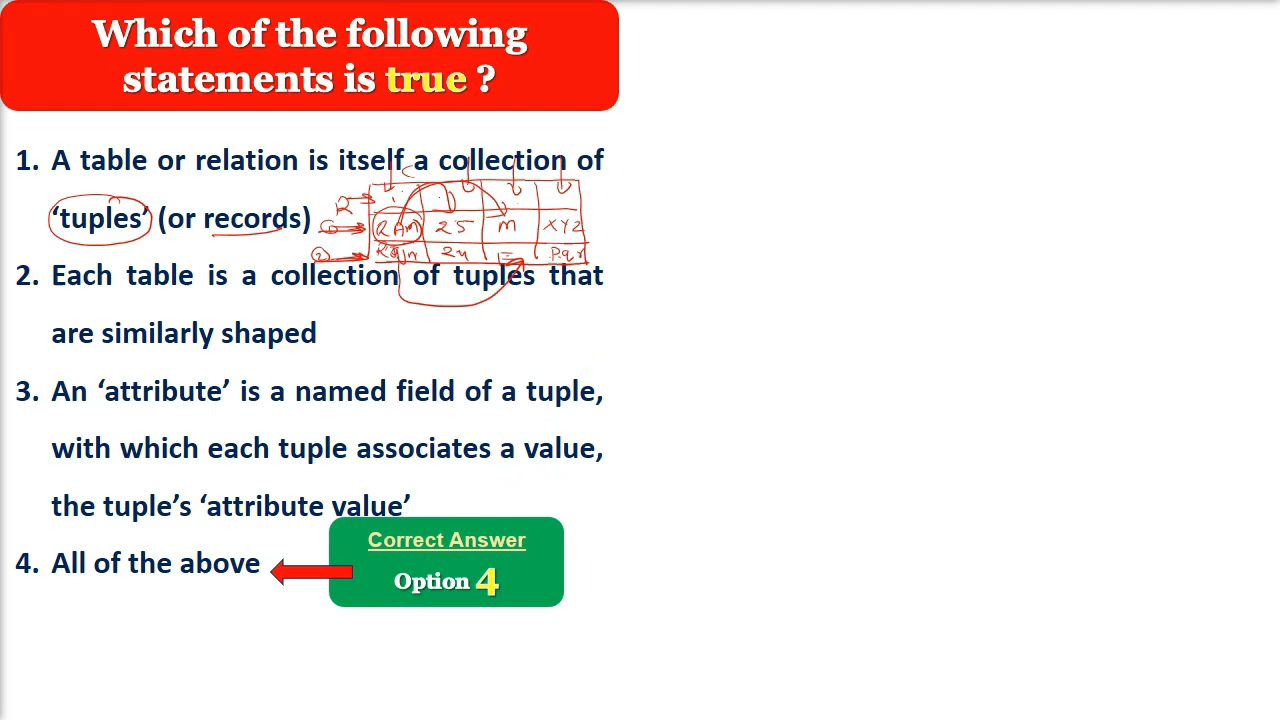 Which of the following
statements is true ?
1. A table or relation is itself a collection of
‘tuples’ (or records)
C
R
RAM 25 M XYZ
2
24 F P.q.r
2. Each table is a collection of tuples that
are similarly shaped
3. An ‘attribute’ is a named field of a tuple,
with which each tuple associates a value,
the tuple’s ‘attribute value’
4. All of the above
Correct Answer
Option 4